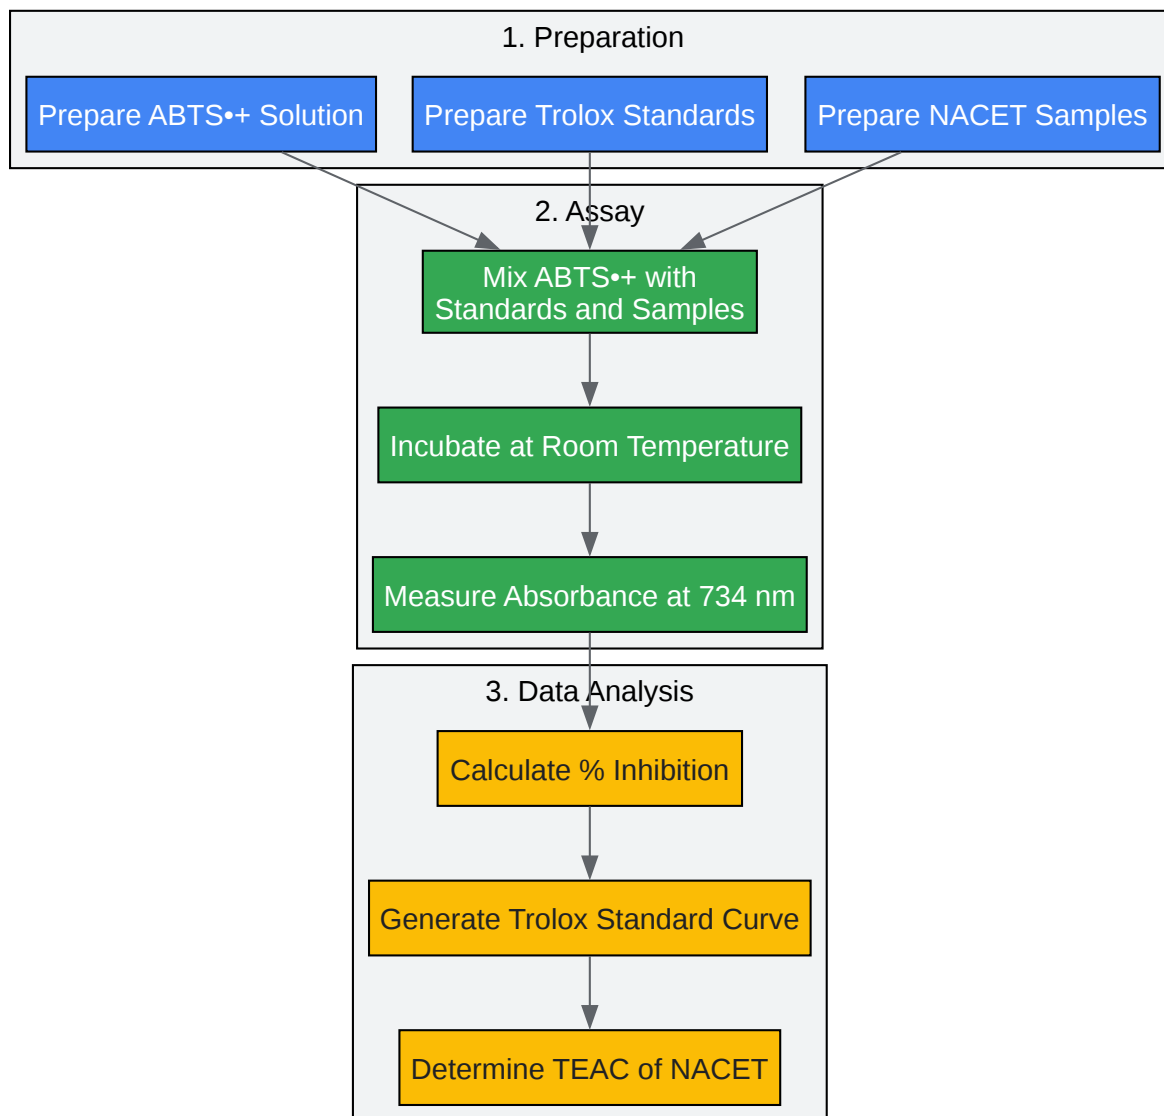 1. Preparation
Prepare ABTS•+ Solution
Prepare Trolox Standards
Prepare NACET Samples
2. Assay
Mix ABTS•+ with
Standards and Samples
Incubate at Room Temperature
Measure Absorbance at 734 nm
3. Data Analysis
Calculate % Inhibition
Generate Trolox Standard Curve
Determine TEAC of NACET